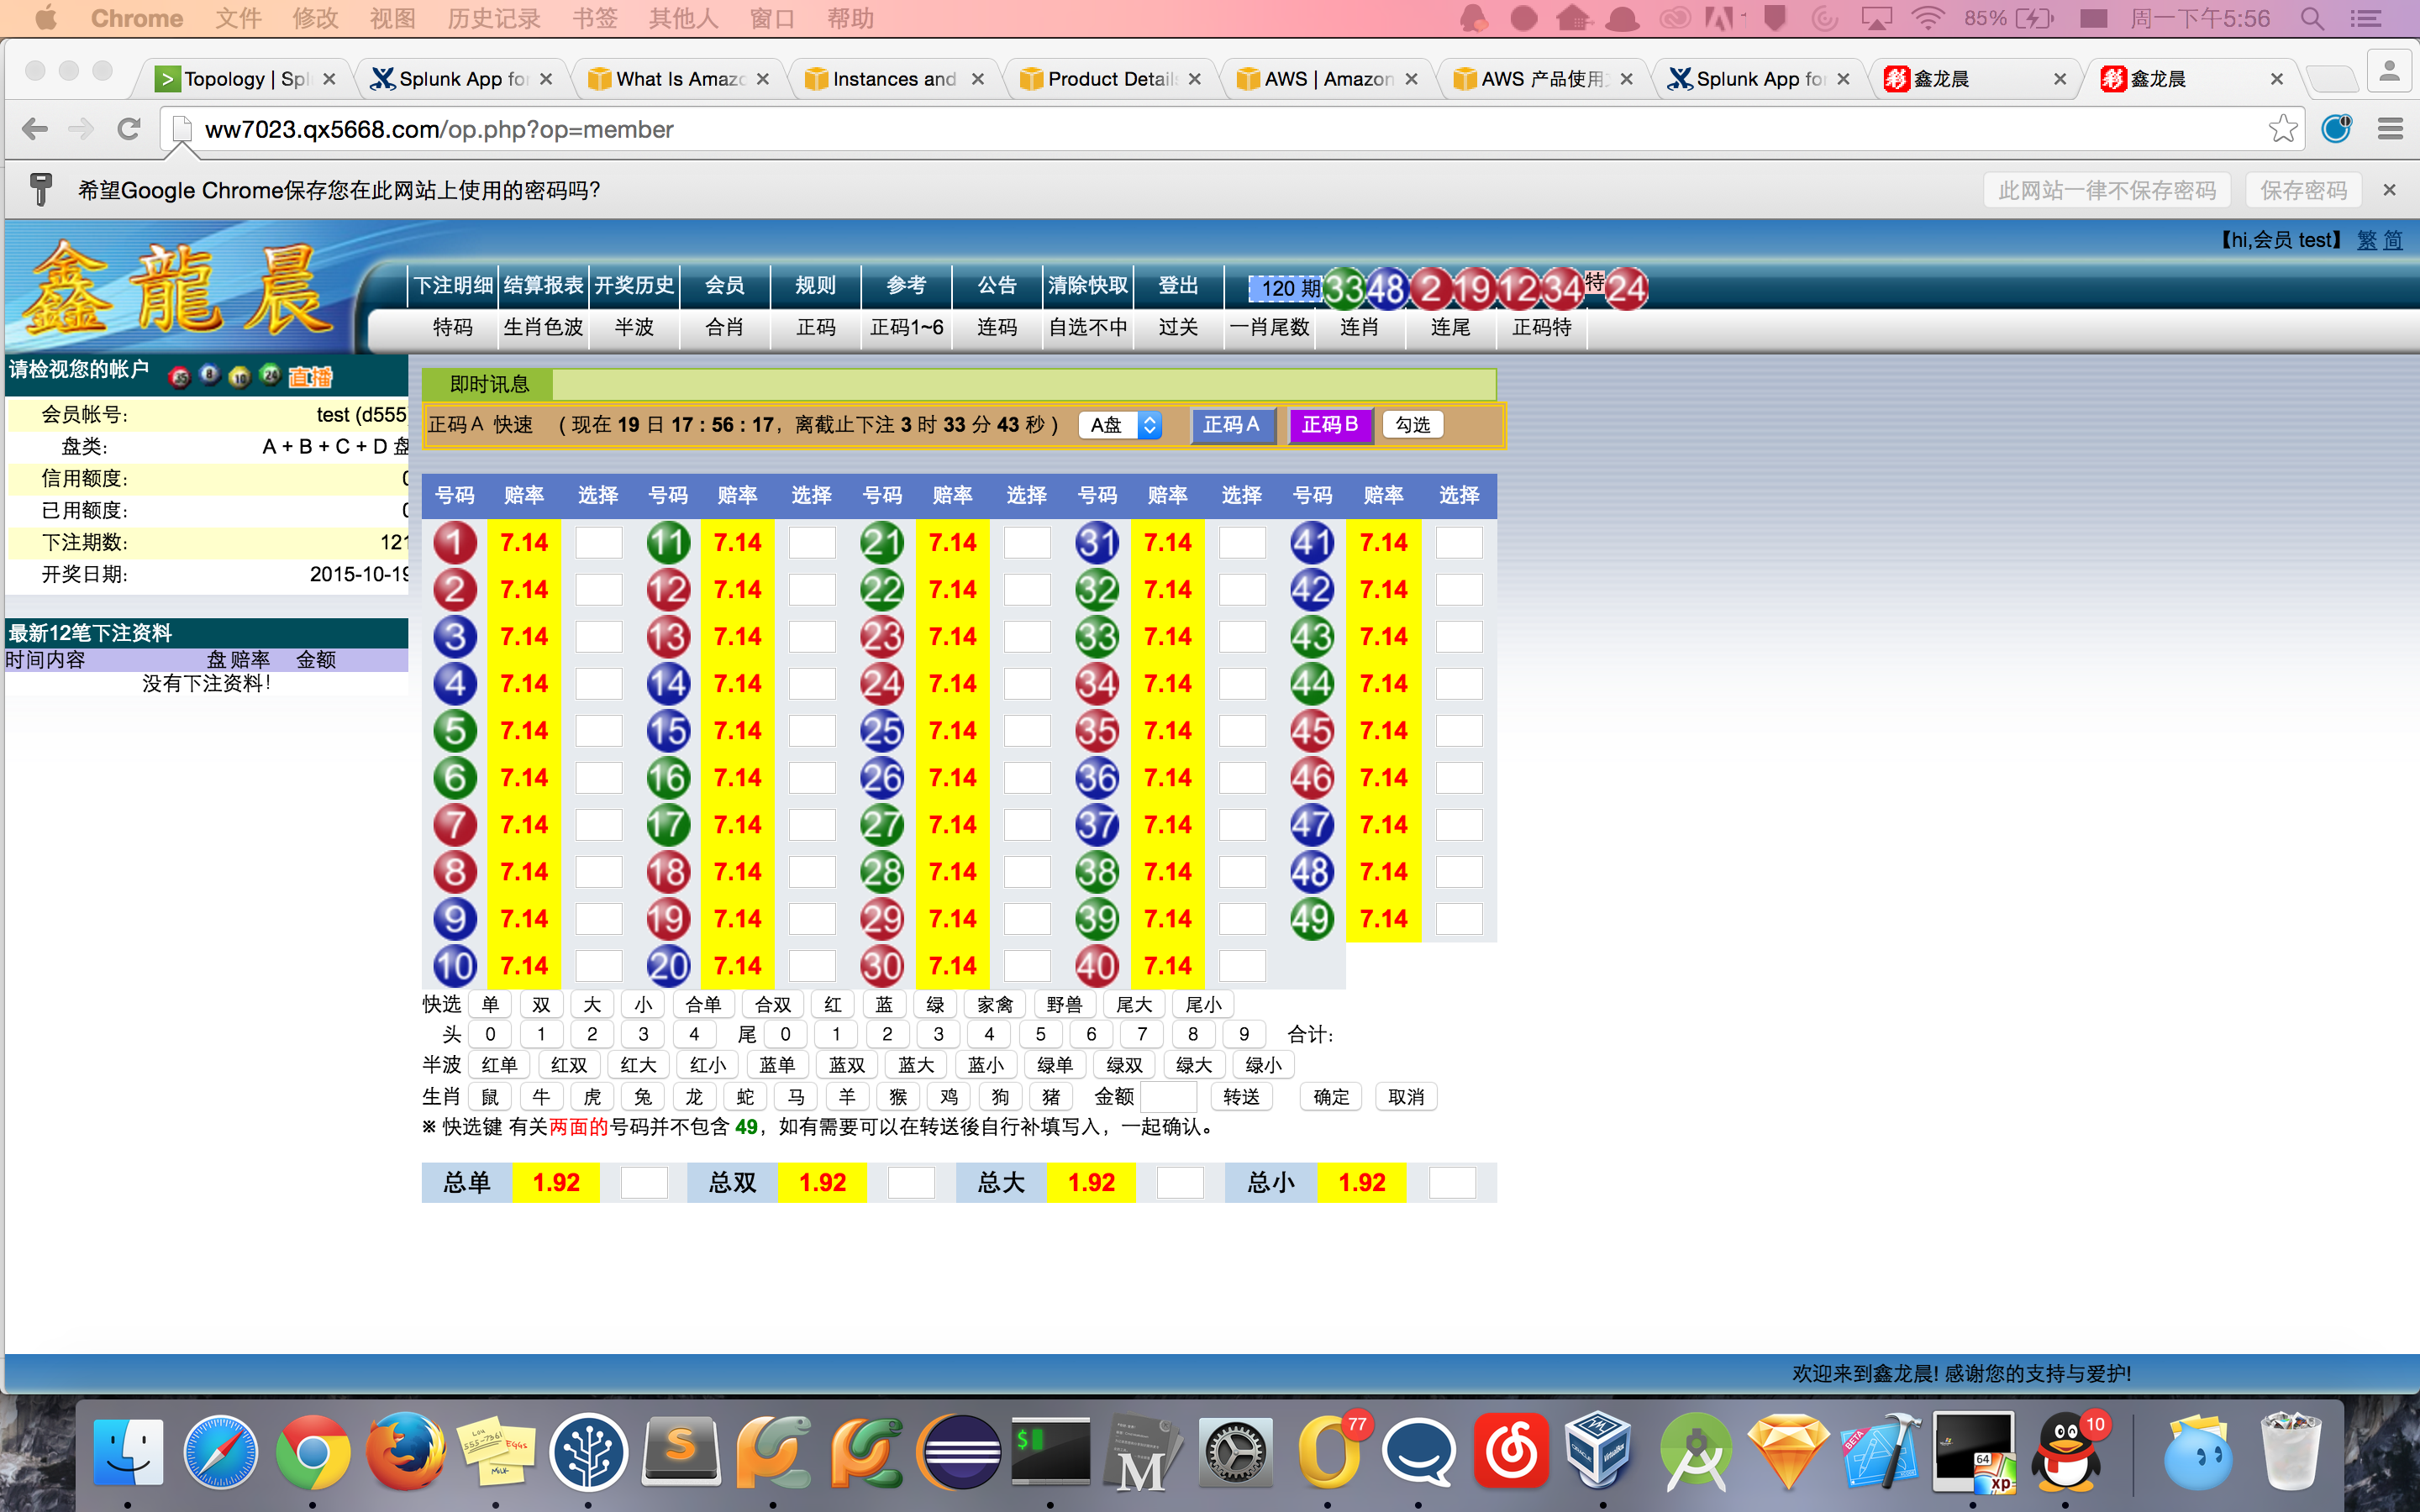 Chrome 文件 修改 视图 历史记录 书签 其他人 窗口 帮助 85% 周一下午5:56
Topology | Spl Splunk App fo What Is Amaz Instances and Product Detail AWS | Amazon AWS 产品使用 Splunk App for 鑫龙晨 鑫龙晨
ww7023.qx5668.com/op.php?op=member
希望Google Chrome保存您在此网站上使用的密码吗? 此网站一律不保存密码 保存密码
【hi,会员 test】 繁 简
鑫龍晨
下注明细 结算报表 开奖历史 会员 规则 参考 公告 清除快取 登出 120 期 33 48 2 19 12 34 特 24
特码 生肖色波 半波 合肖 正码 正码1~6 连码 自选不中 过关 一肖尾数 连肖 连尾 正码特
请检视您的帐户 35 8 10 24 直播
会员帐号: test (d555
盘类: A + B + C + D 盘
信用额度: 0
已用额度: 0
下注期数: 121
开奖日期: 2015-10-19
最新12笔下注资料
时间内容 盘 赔率 金额
没有下注资料!
即时讯息
正码A 快速 ( 现在 19 日 17 : 56 : 17, 离截止下注 3 时 33 分 43 秒 ) A盘 正码A 正码B 勾选
号码 赔率 选择 号码 赔率 选择 号码 赔率 选择 号码 赔率 选择 号码 赔率 选择
1 7.14 11 7.14 21 7.14 31 7.14 41 7.14
2 7.14 12 7.14 22 7.14 32 7.14 42 7.14
3 7.14 13 7.14 23 7.14 33 7.14 43 7.14
4 7.14 14 7.14 24 7.14 34 7.14 44 7.14
5 7.14 15 7.14 25 7.14 35 7.14 45 7.14
6 7.14 16 7.14 26 7.14 36 7.14 46 7.14
7 7.14 17 7.14 27 7.14 37 7.14 47 7.14
8 7.14 18 7.14 28 7.14 38 7.14 48 7.14
9 7.14 19 7.14 29 7.14 39 7.14 49 7.14
10 7.14 20 7.14 30 7.14 40 7.14
快选 单 双 大 小 合单 合双 红 蓝 绿 家禽 野兽 尾大 尾小
头 0 1 2 3 4 尾 0 1 2 3 4 5 6 7 8 9 合计:
半波 红单 红双 红大 红小 蓝单 蓝双 蓝大 蓝小 绿单 绿双 绿大 绿小
生肖 鼠 牛 虎 兔 龙 蛇 马 羊 猴 鸡 狗 猪 金额 转送 确定 取消
※ 快选键 有关两面的号码并不包含 49，如有需要可以在转送後自行补填写入，一起确认。
总单 1.92 总双 1.92 总大 1.92 总小 1.92
欢迎来到鑫龙晨! 感谢您的支持与爱护!
77 10
BETA 64 xp